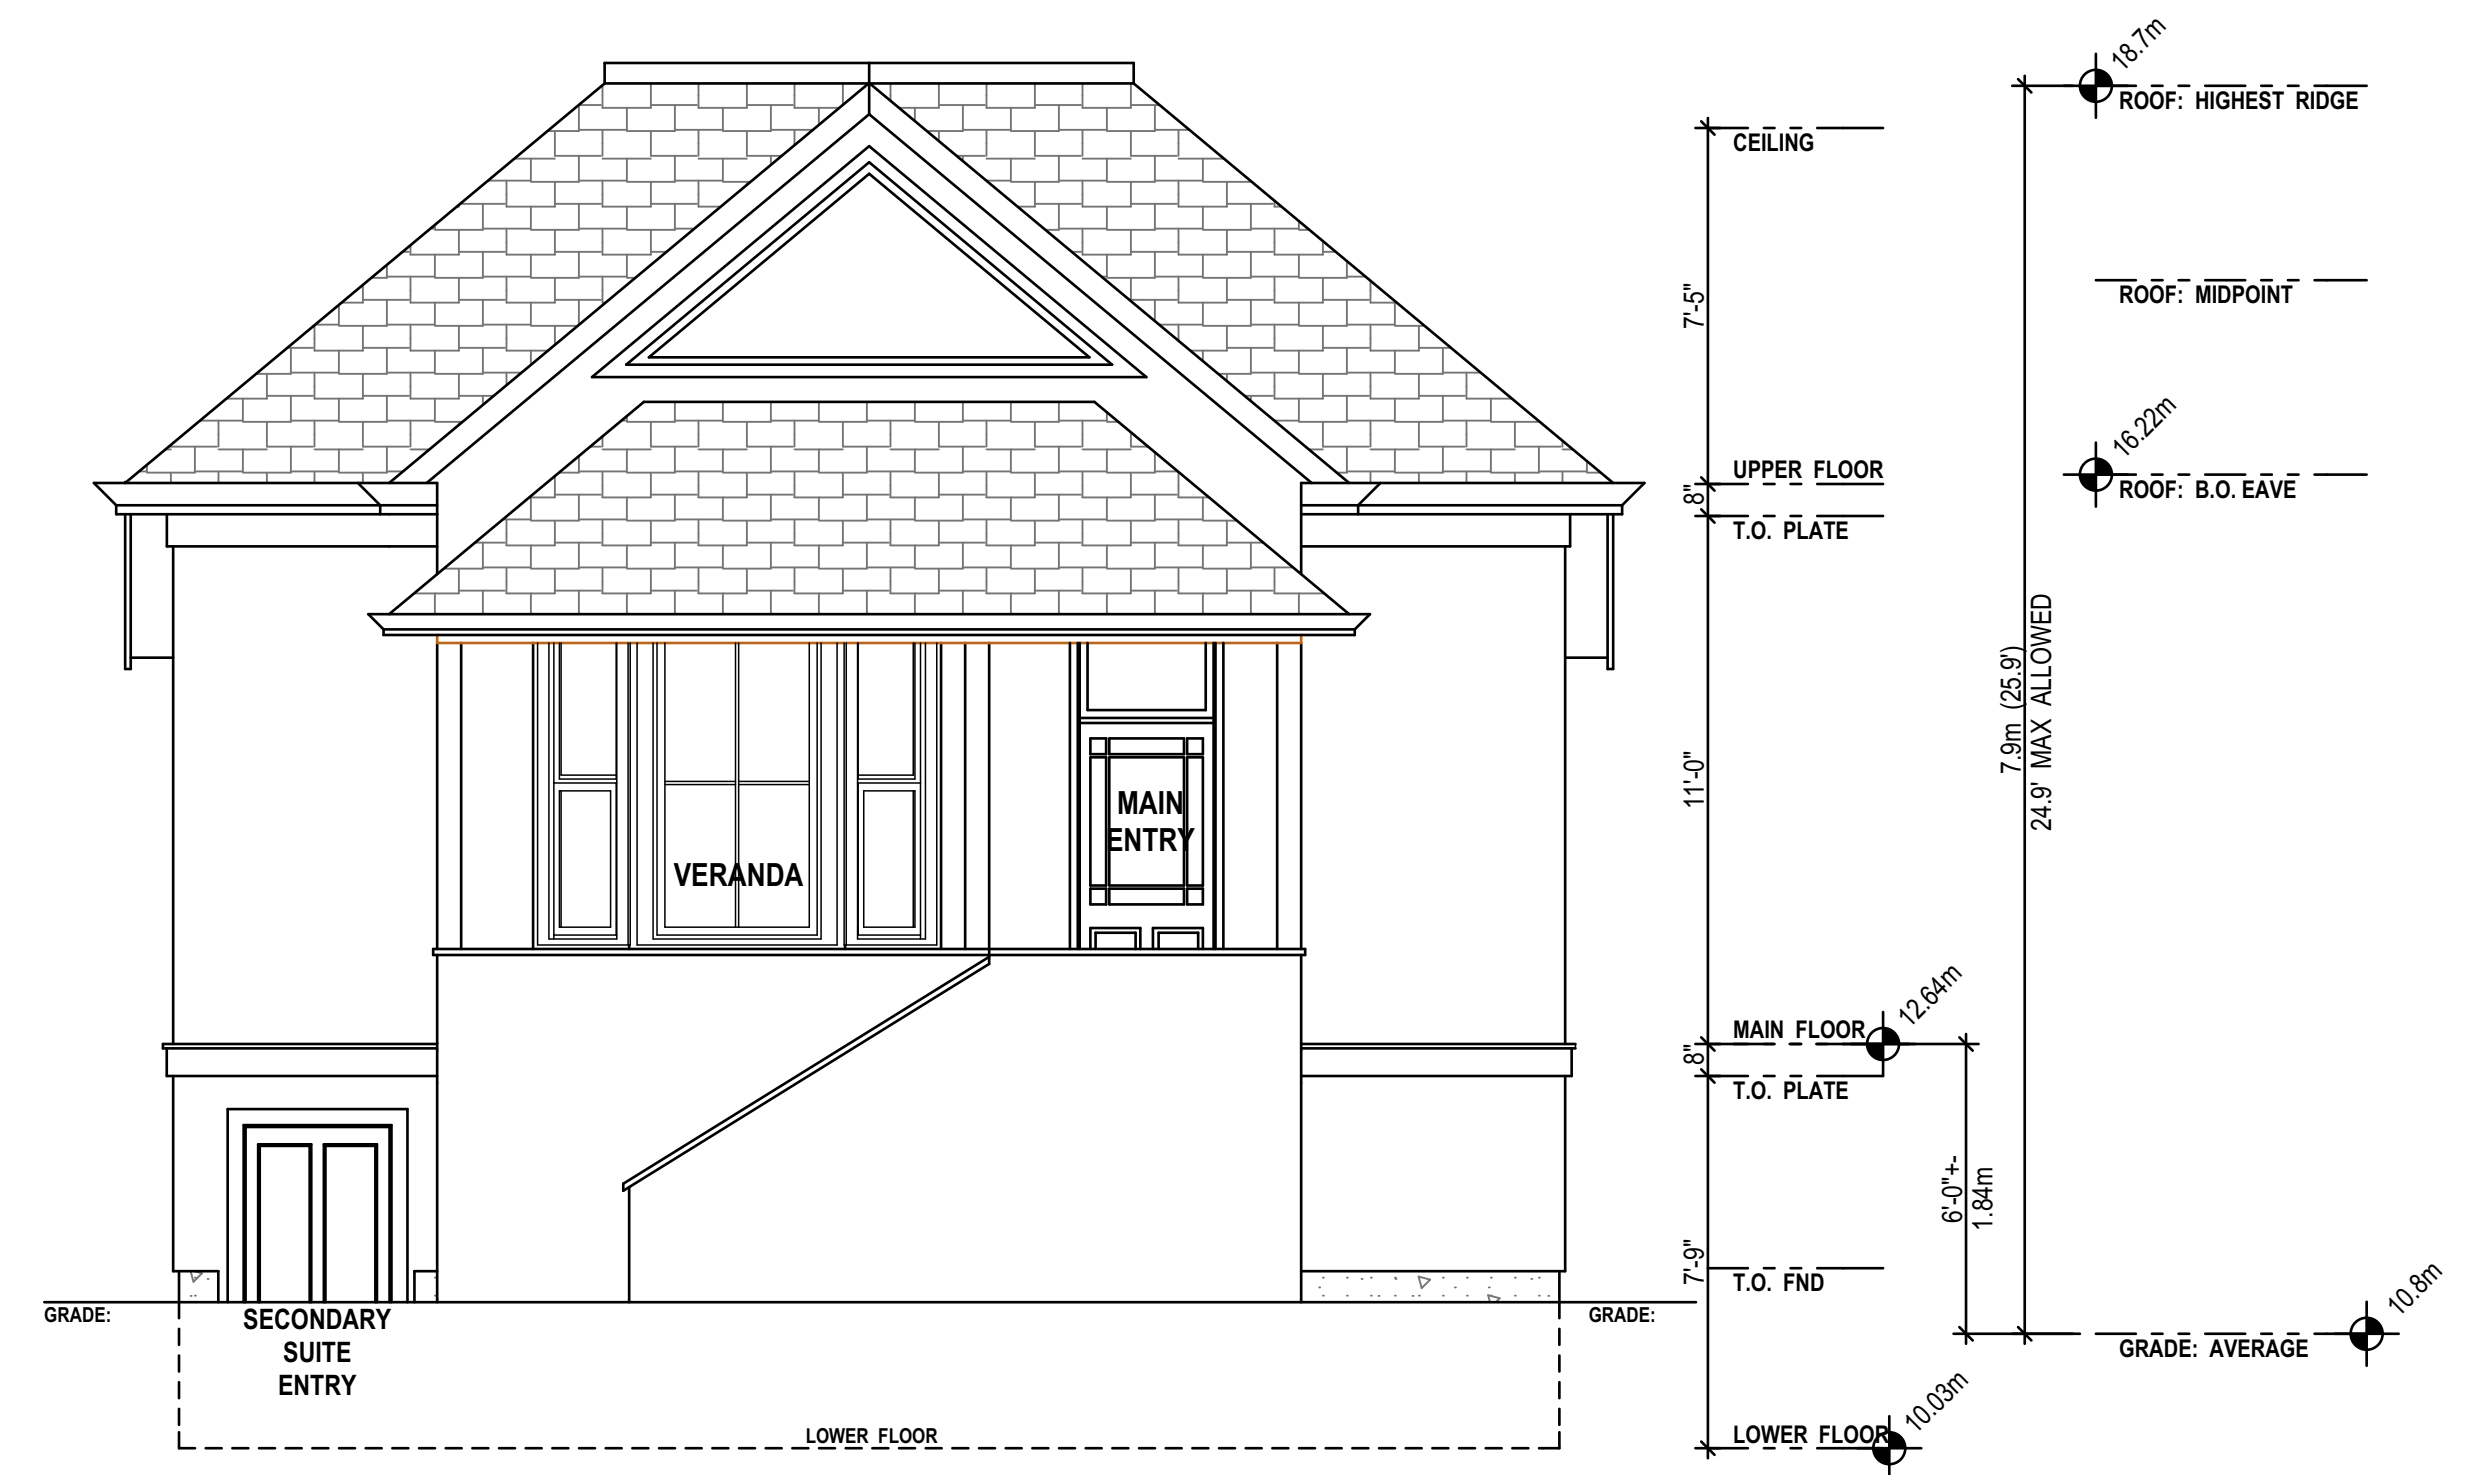 18.7m
ROOF: HIGHEST RIDGE
CEILING
7'-5"
ROOF: MIDPOINT
16.22m
ROOF: B.O. EAVE
UPPER FLOOR
8"
T.O. PLATE
7.9m (25.9')
24.9' MAX ALLOWED
11'-0"
MAIN
ENTRY
VERANDA
12.64m
MAIN FLOOR
8"
T.O. PLATE
6'-0"+-
1.84m
7'-9"
T.O. FND
10.8m
GRADE:
GRADE:
SECONDARY
SUITE
ENTRY
GRADE: AVERAGE
10.03m
LOWER FLOOR
LOWER FLOOR